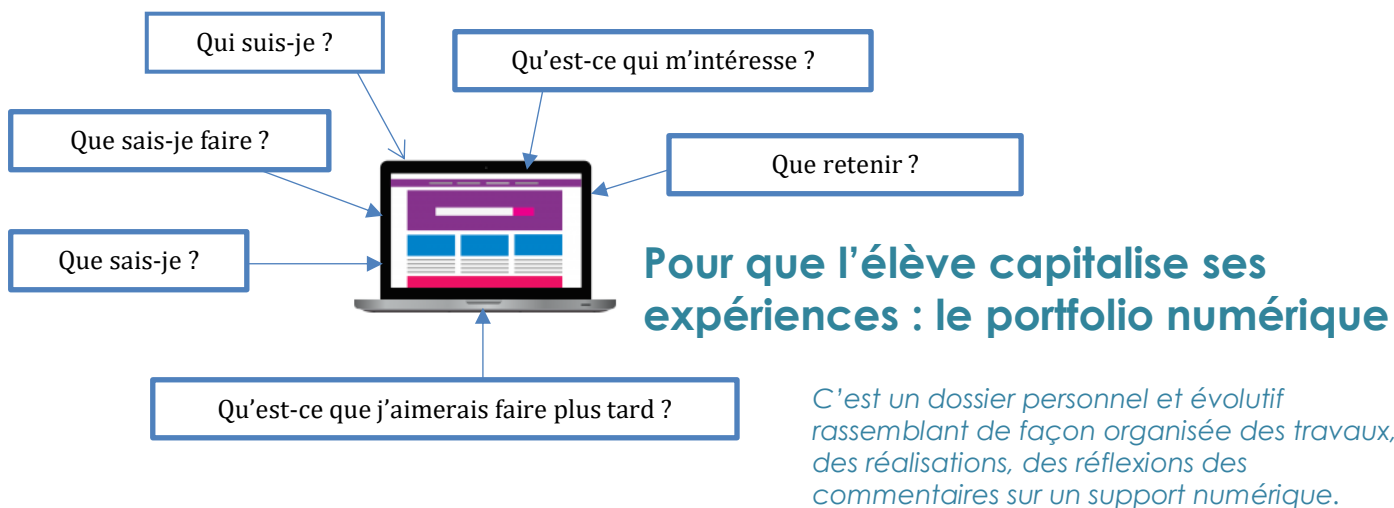 Qui suis-je ?
Qu’est-ce qui m’intéresse ?
Que sais-je faire ?
Que retenir ?
Que sais-je ?
Pour que l’élève capitalise ses
expériences : le portfolio numérique
Qu’est-ce que j’aimerais faire plus tard ?
C’est un dossier personnel et évolutif
rassemblant de façon organisée des travaux,
des réalisations, des réflexions des
commentaires sur un support numérique.